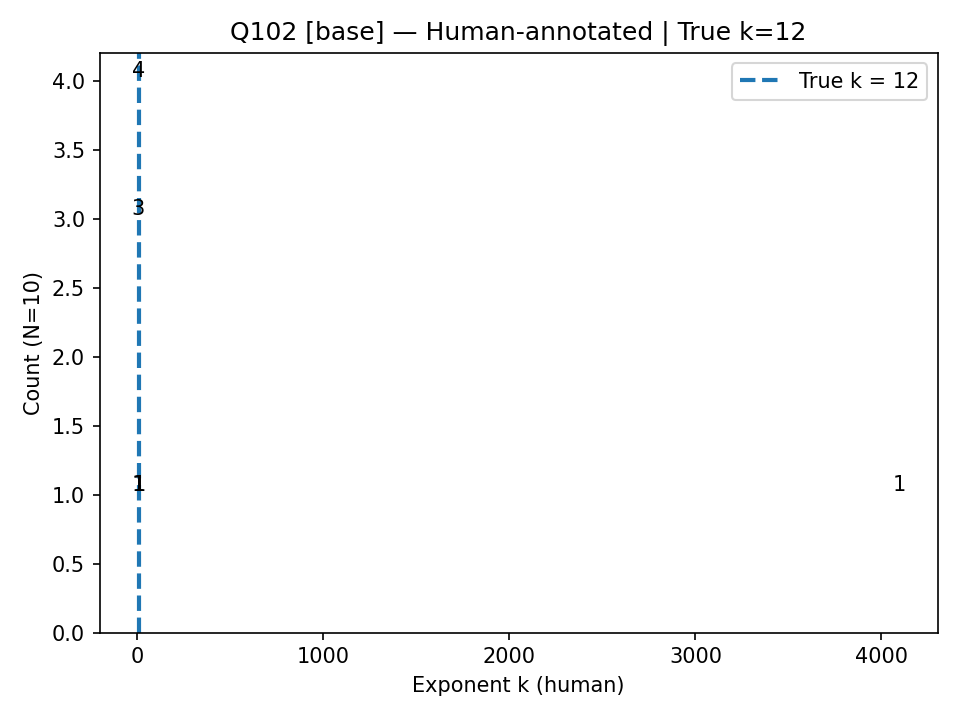 Q102 [base] — Human-annotated | True k=12
True k = 12
4
3
1
1
4.0
3.5
3.0
2.5
2.0
1.5
1.0
0.5
0.0
Count (N=10)
0 1000 2000 3000 4000
Exponent k (human)